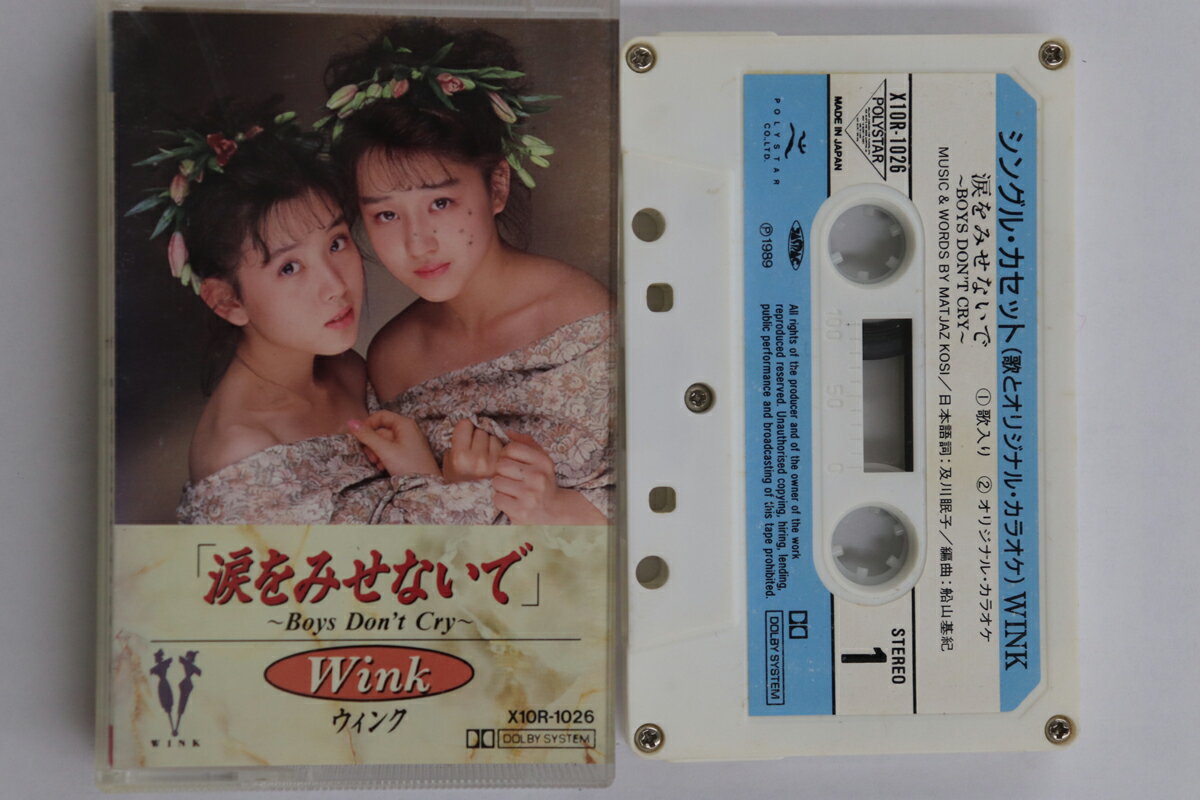 「涙をみせないで」
~Boys Don't Cry~
Wink
ウィンク
WINK
X10R-1026
DOLBY SYSTEM
シングル・カセット(歌とオリジナル・カラオケ) WINK
涙をみせないで
~BOYS DON'T CRY~
① 歌入り ② オリジナル・カラオケ
MUSIC & WORDS BY MATJAZ KOSI/日本語詞:及川眠子/編曲:船山基紀
X10R-1026
POLYSTAR
MADE IN JAPAN
STEREO
1
100 50 0
POLYSTAR
CO.,LTD.
Ⓟ1989
All rights of the producer and of the owner of the work
reproduced reserved. Unauthorised copying, hiring, lending,
public performance and broadcasting of this tape prohibited.
DOLBY SYSTEM